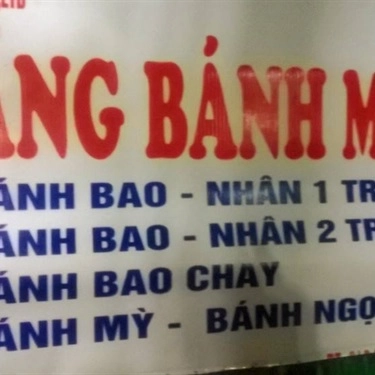 ANG BÁNH M
ÁNH BAO - NHÂN 1 TR
ÁNH BAO - NHÂN 2 TR
ÁNH BAO CHAY
ÁNH MỲ - BÁNH NGỌ